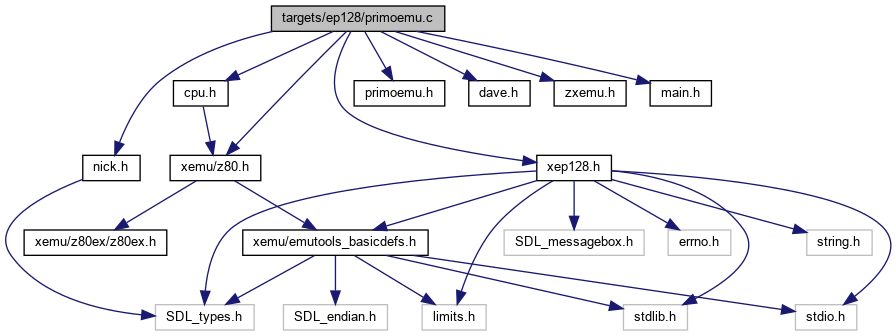 targets/ep128/primoemu.c
cpu.h
primoemu.h
dave.h
zxemu.h
main.h
nick.h
xemu/z80.h
xep128.h
xemu/z80ex/z80ex.h
xemu/emutools_basicdefs.h
SDL_messagebox.h
errno.h
string.h
SDL_types.h
SDL_endian.h
limits.h
stdlib.h
stdio.h